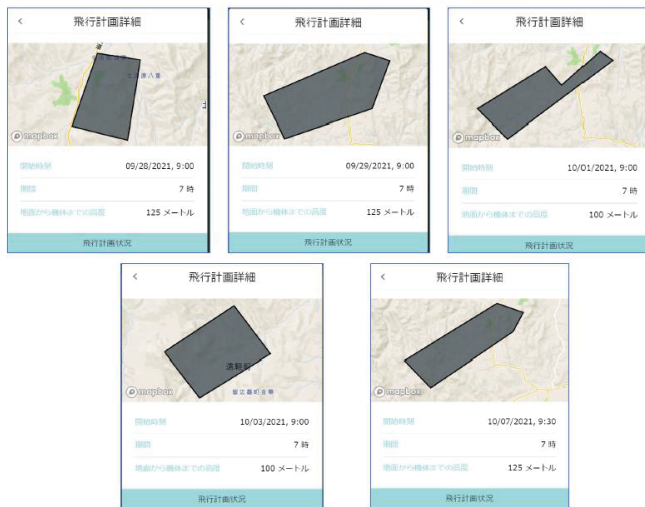 飛行計画詳細
mapbox
開始時刻 09/28/2021, 9:00
期間 7 時
地面から機体までの高度 125 メートル
飛行計画状況
飛行計画詳細
mapbox
開始時刻 09/29/2021, 9:00
期間 7 時
地面から機体までの高度 125 メートル
飛行計画状況
飛行計画詳細
mapbox
開始時刻 10/01/2021, 9:00
期間 7 時
地面から機体までの高度 100 メートル
飛行計画状況
飛行計画詳細
遠軽町
mapbox
開始時刻 10/03/2021, 9:00
期間 7 時
地面から機体までの高度 100 メートル
飛行計画状況
飛行計画詳細
mapbox
開始時刻 10/07/2021, 9:30
期間 7 時
地面から機体までの高度 125 メートル
飛行計画状況